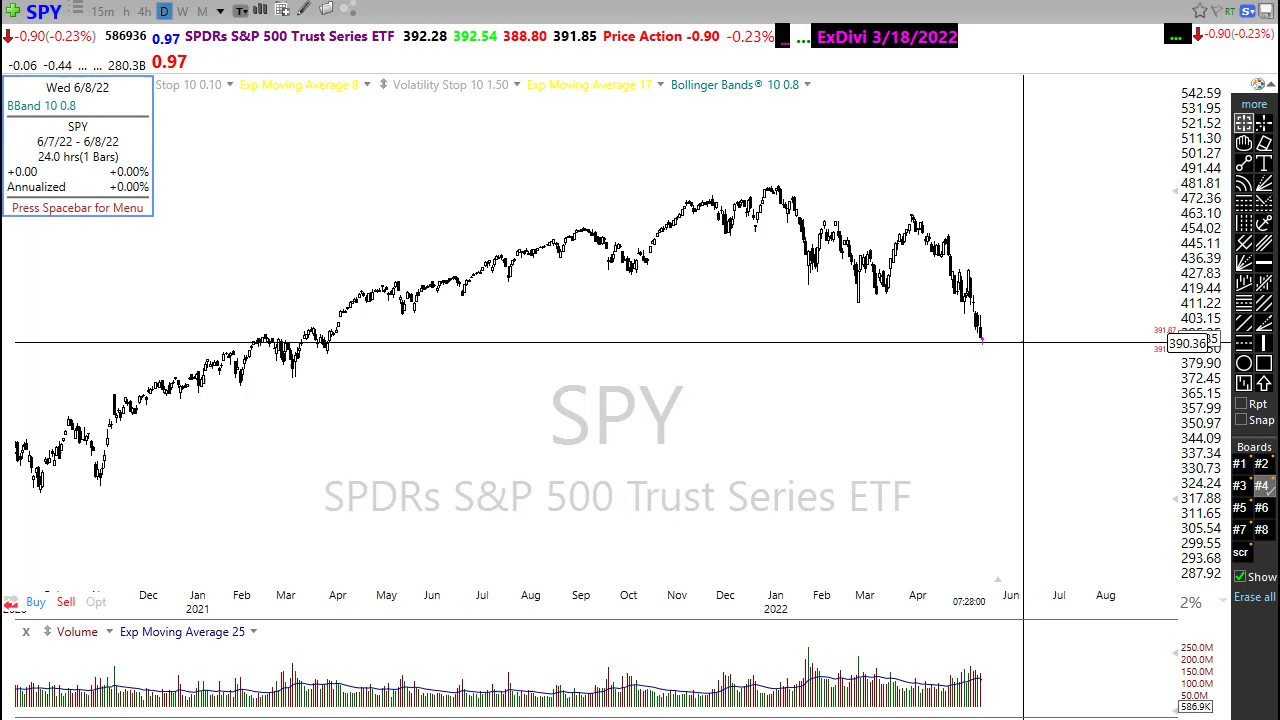 SPY 15m h 4h D W M T RT S
-0.90(-0.23%) 586936 0.97 SPDRs S&P 500 Trust Series ETF 392.28 392.54 388.80 391.85 Price Action -0.90 -0.23% ... ... ExDivi 3/18/2022 ... -0.90(-0.23%)
-0.06 -0.44 ... ... 280.3B 0.97
Stop 10 0.10 Exp Moving Average 8 Volatility Stop 10 1.50 Exp Moving Average 17 Bollinger Bands® 10 0.8
Wed 6/8/22
BBand 10 0.8
SPY
6/7/22 - 6/8/22
24.0 hrs(1 Bars)
+0.00 +0.00%
Annualized +0.00%
Press Spacebar for Menu
542.59
531.95
521.52
511.30
501.27
491.44
481.81
472.36
463.10
454.02
445.11
436.39
427.83
419.44
411.22
403.15
391.87
390.36
379.90
372.45
365.15
357.99
350.97
344.09
337.34
330.73
324.24
317.88
311.65
305.54
299.55
293.68
287.92
SPY
SPDRs S&P 500 Trust Series ETF
more
T
Rpt
Snap
Boards
#1 #2
#3 #4
#5 #6
#7 #8
scr
Show
Erase all
Dec Jan Feb Mar Apr May Jun Jul Aug Sep Oct Nov Dec Jan Feb Mar Apr 07:28:00 Jun Jul Aug
Buy Sell Opt 2%
2021 2022
x Volume Exp Moving Average 25
250.0M
200.0M
150.0M
100.0M
50.0M
586.9K